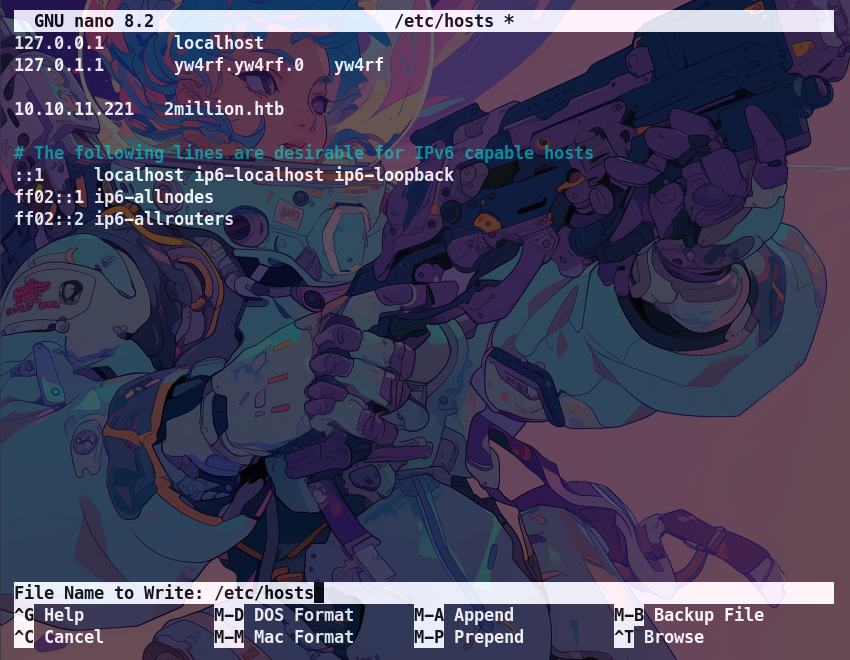 GNU nano 8.2 /etc/hosts *
127.0.0.1 localhost
127.0.1.1 yw4rf.yw4rf.0 yw4rf
10.10.11.221 2million.htb
# The following lines are desirable for IPv6 capable hosts
::1 localhost ip6-localhost ip6-loopback
ff02::1 ip6-allnodes
ff02::2 ip6-allrouters
File Name to Write: /etc/hosts
^G Help M-D DOS Format M-A Append M-B Backup File
^C Cancel M-M Mac Format M-P Prepend ^T Browse